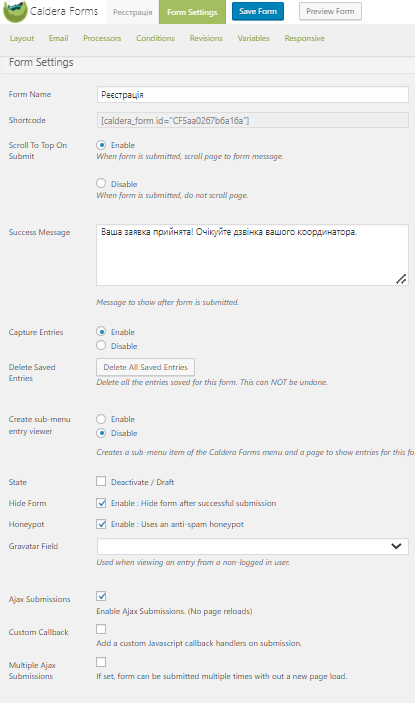 Caldera Forms Реєстрація Form Settings Save Form Preview Form
Layout Email Processors Conditions Revisions Variables Responsive
Form Settings
Form Name Реєстрація
Shortcode [caldera_form id="CF5aa0267b6a16a"]
Scroll To Top On Submit
Enable
When form is submitted, scroll page to form message.
Disable
When form is submitted, do not scroll page.
Success Message
Ваша заявка прийнята! Очікуйте дзвінка вашого координатора.
Message to show after form is submitted.
Capture Entries
Enable
Disable
Delete Saved Entries
Delete All Saved Entries
Delete all the entries saved for this form. This can NOT be undone.
Create sub-menu entry viewer
Enable
Disable
Creates a sub-menu item of the Caldera Forms menu and a page to show entries for this fo
State Deactivate / Draft
Hide Form Enable : Hide form after successful submission
Honeypot Enable : Uses an anti-spam honeypot
Gravatar Field
Used when viewing an entry from a non-logged in user.
Ajax Submissions
Enable Ajax Submissions. (No page reloads)
Custom Callback
Add a custom Javascript callback handlers on submission.
Multiple Ajax Submissions
If set, form can be submitted multiple times with out a new page load.